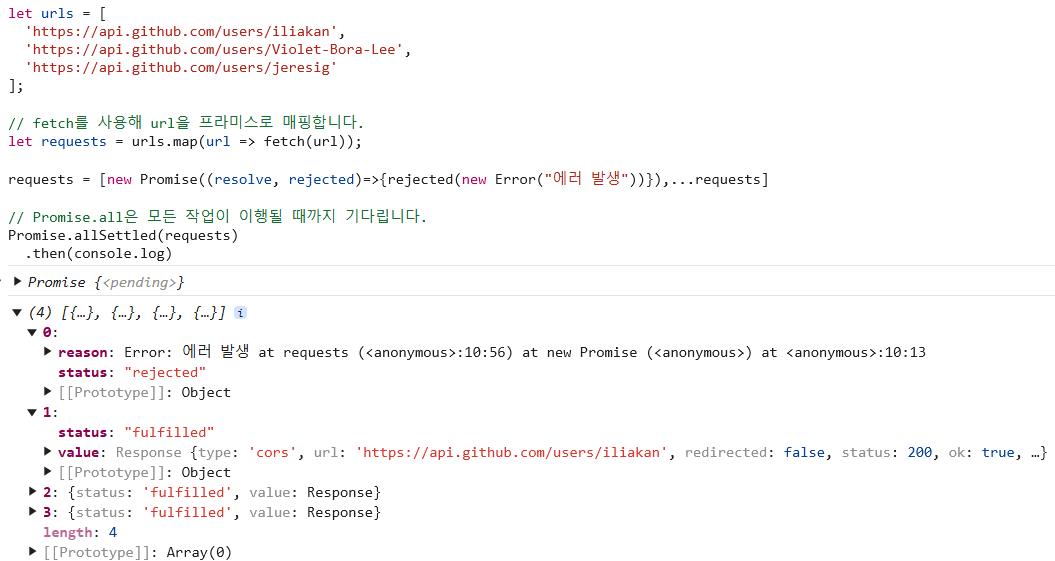 let urls = [
  'https://api.github.com/users/iliakan',
  'https://api.github.com/users/Violet-Bora-Lee',
  'https://api.github.com/users/jeresig'
];

// fetch를 사용해 url을 프라미스로 매핑합니다.
let requests = urls.map(url => fetch(url));

requests = [new Promise((resolve, rejected)=>{rejected(new Error("에러 발생"))}),...requests]

// Promise.all은 모든 작업이 이행될 때까지 기다립니다.
Promise.allSettled(requests)
  .then(console.log)
▶ Promise {<pending>}
▼ (4) [{…}, {…}, {…}, {…}] i
▼ 0:
▶ reason: Error: 에러 발생 at requests (<anonymous>:10:56) at new Promise (<anonymous>) at <anonymous>:10:13
status: "rejected"
▶ [[Prototype]]: Object
▼ 1:
status: "fulfilled"
▶ value: Response {type: 'cors', url: 'https://api.github.com/users/iliakan', redirected: false, status: 200, ok: true, …}
▶ [[Prototype]]: Object
▶ 2: {status: 'fulfilled', value: Response}
▶ 3: {status: 'fulfilled', value: Response}
length: 4
▶ [[Prototype]]: Array(0)